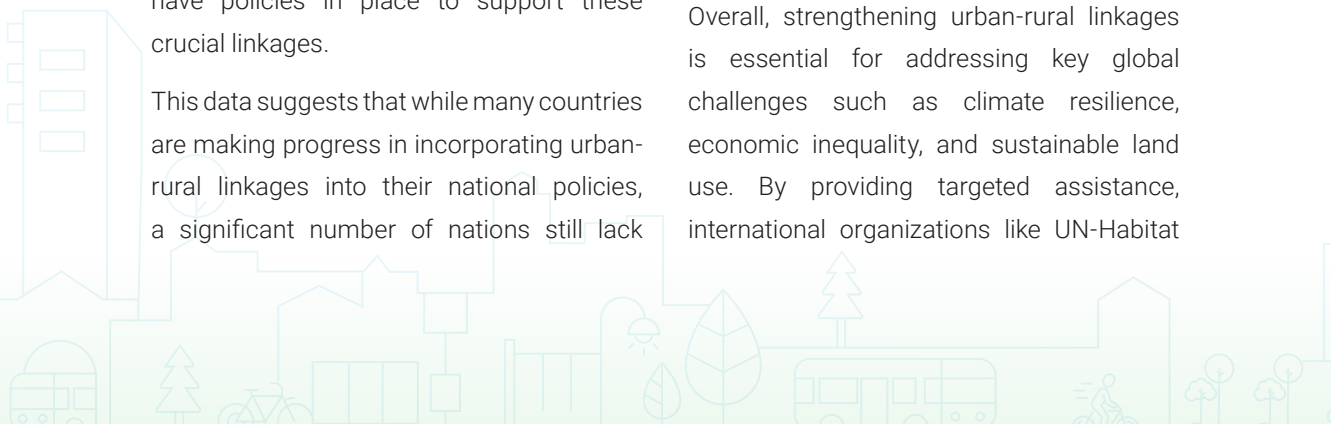 have policies in place to support these
crucial linkages.
This data suggests that while many countries
are making progress in incorporating urban-
rural linkages into their national policies,
a significant number of nations still lack
Overall, strengthening urban-rural linkages
is essential for addressing key global
challenges such as climate resilience,
economic inequality, and sustainable land
use. By providing targeted assistance,
international organizations like UN-Habitat